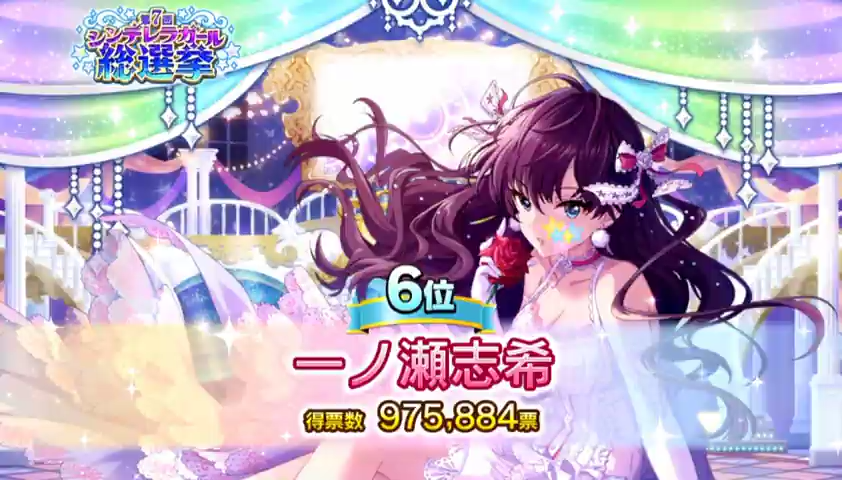 第7回
シンデレラガール
総選挙
6位
一ノ瀬志希
得票数 975,884票